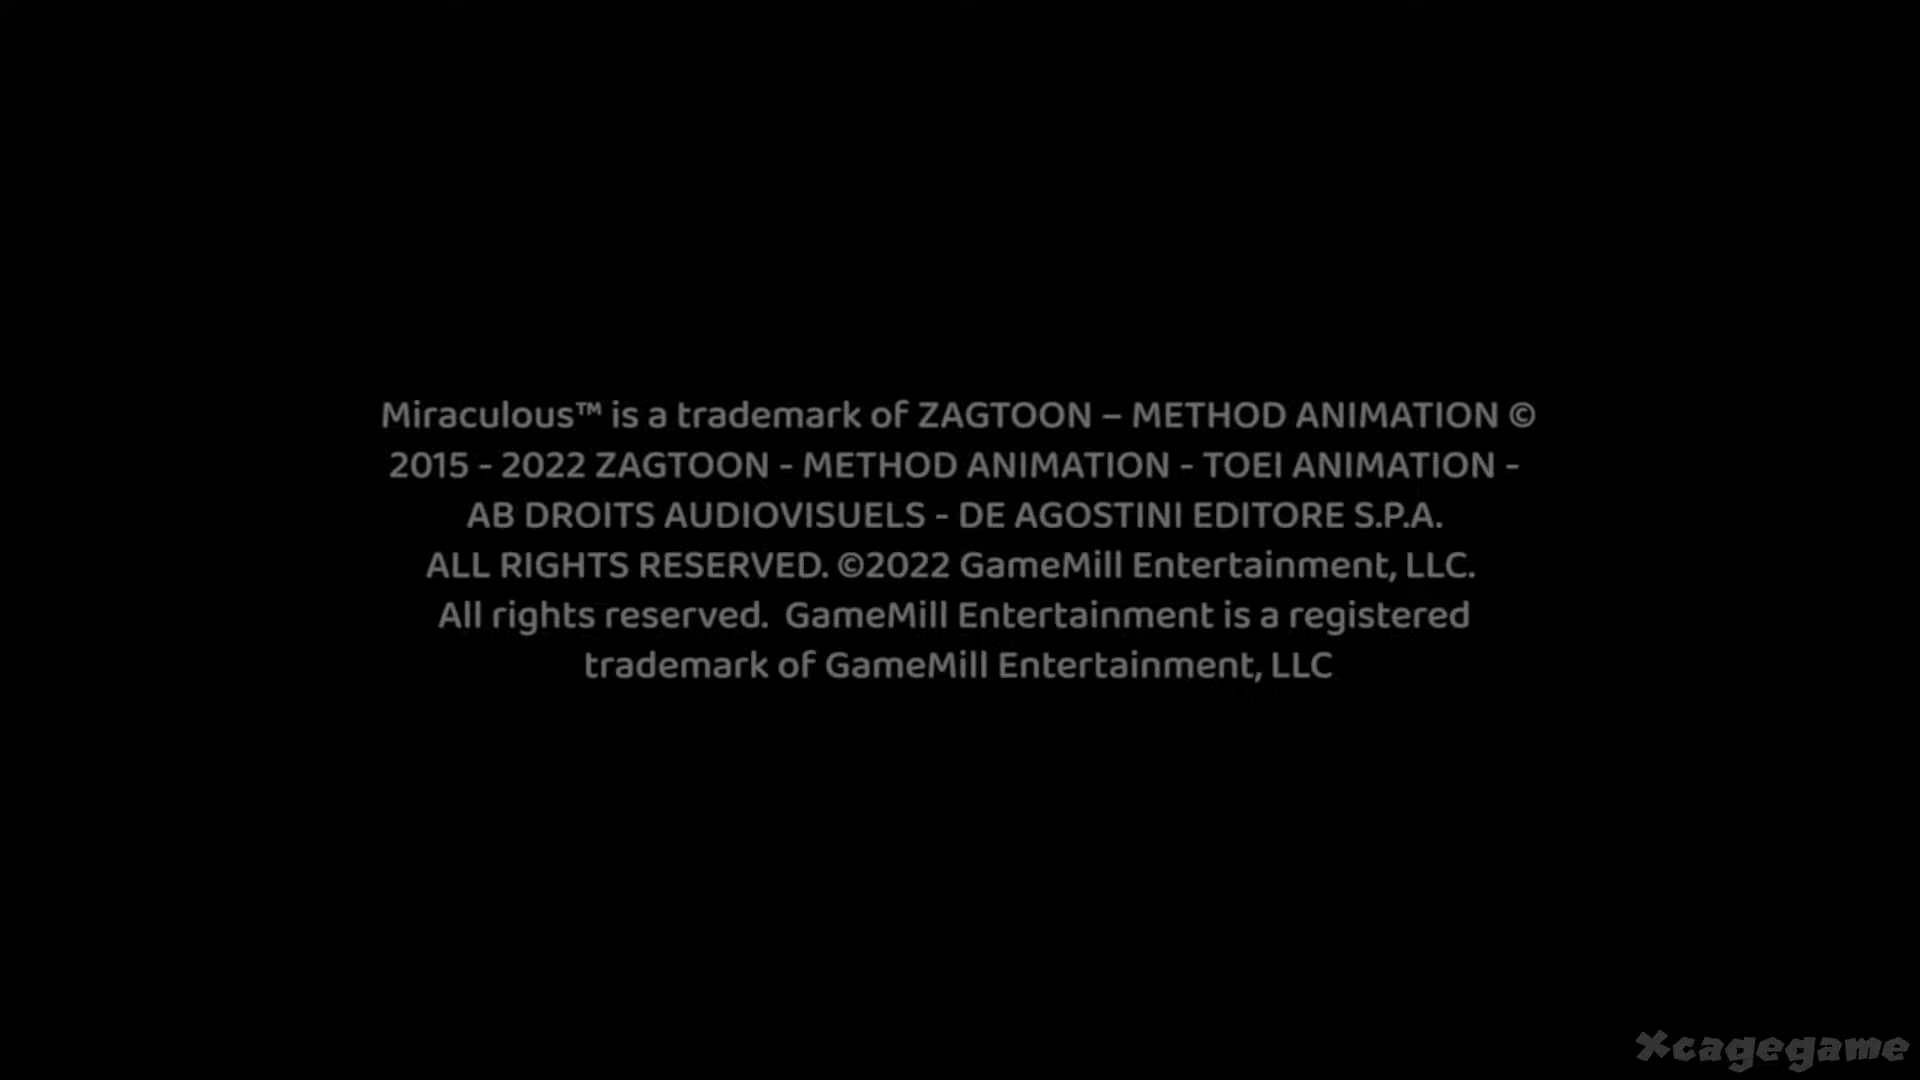 Miraculous™ is a trademark of ZAGTOON – METHOD ANIMATION ©
2015 - 2022 ZAGTOON - METHOD ANIMATION - TOEI ANIMATION -
AB DROITS AUDIOVISUELS - DE AGOSTINI EDITORE S.P.A.
ALL RIGHTS RESERVED. ©2022 GameMill Entertainment, LLC.
All rights reserved.  GameMill Entertainment is a registered
trademark of GameMill Entertainment, LLC
Xcagegame